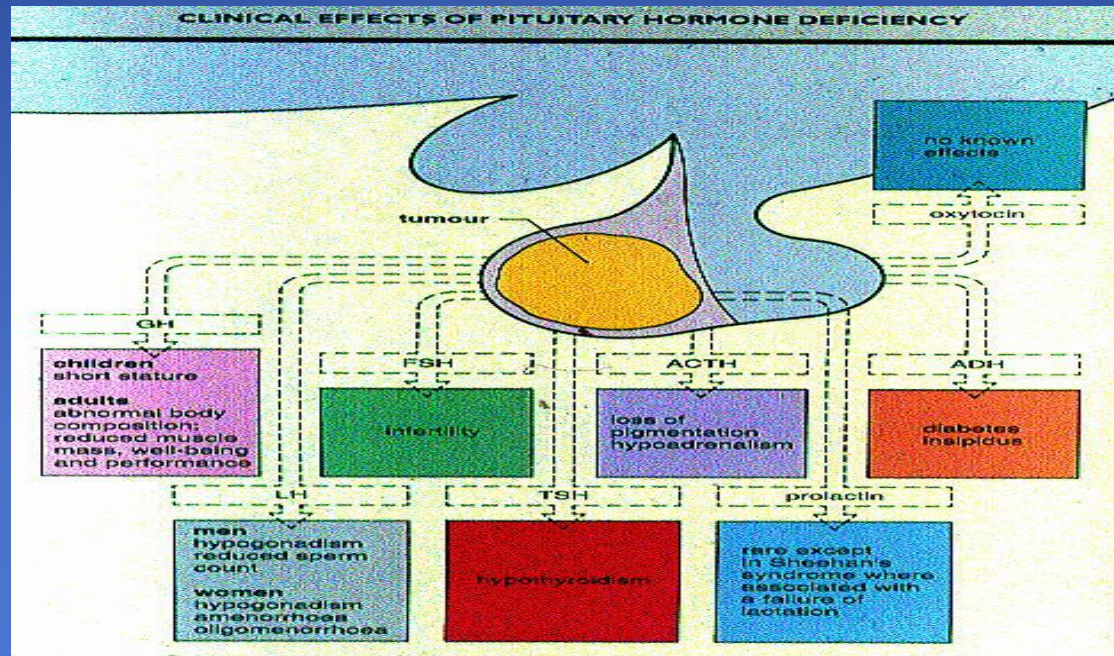 CLINICAL EFFECTS OF PITUITARY HORMONE DEFICIENCY
no known
effects
oxytocin
tumour
GH
children
short stature
adults
abnormal body
composition:
reduced muscle
mass, well-being
and performance
FSH
infertility
ACTH
loss of
pigmentation
hypoadrenalism
ADH
diabetes
insipidus
LH
men
hypogonadism
reduced sperm
count
women
hypogonadism
amenorrhoea
oligomenorrhoea
TSH
hypothyroidism
prolactin
rare except
in Sheehan's
syndrome where
associated with
a failure of
lactation